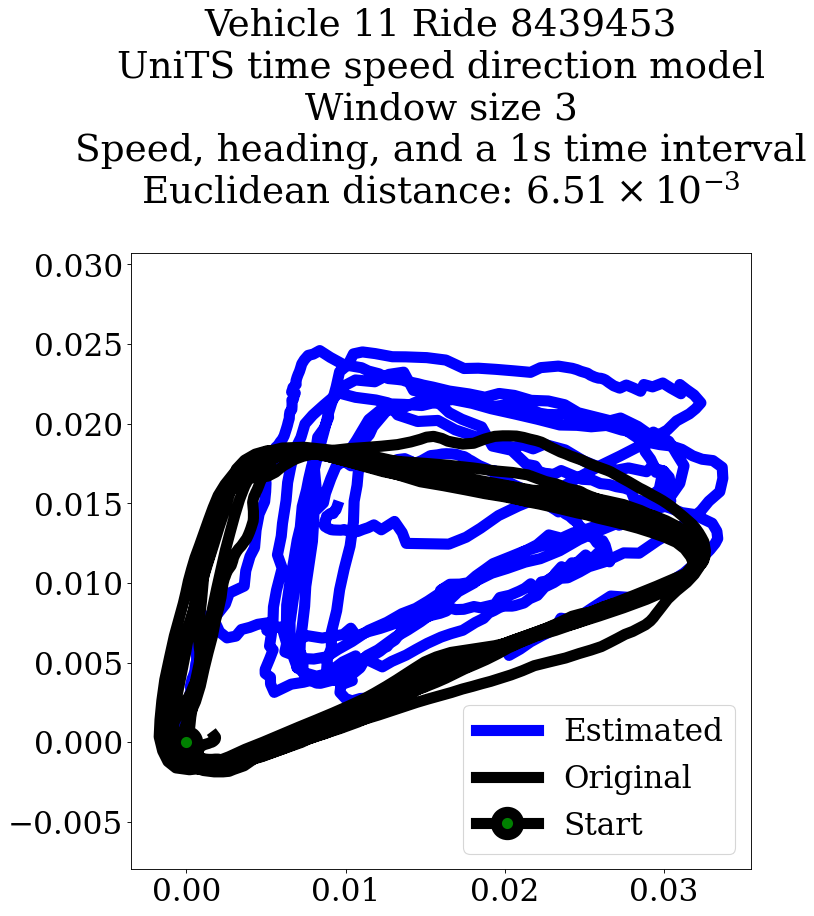 Vehicle 11 Ride 8439453
UniTS time speed direction model
Window size 3
Speed, heading, and a 1s time interval
Euclidean distance: 6.51 × 10⁻³
0.030
0.025
0.020
0.015
0.010
0.005
0.000
−0.005
Estimated
Original
Start
0.00 0.01 0.02 0.03